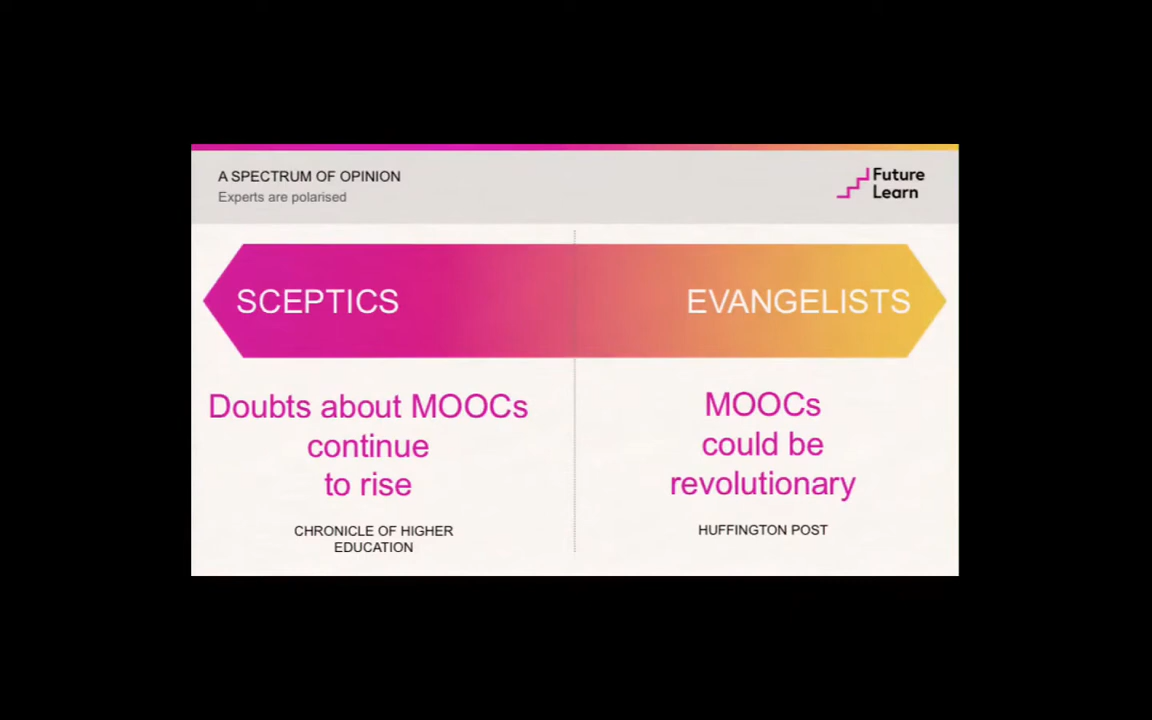 A SPECTRUM OF OPINION
Experts are polarised
Future
Learn
SCEPTICS
EVANGELISTS
Doubts about MOOCs
continue
to rise
CHRONICLE OF HIGHER
EDUCATION
MOOCs
could be
revolutionary
HUFFINGTON POST